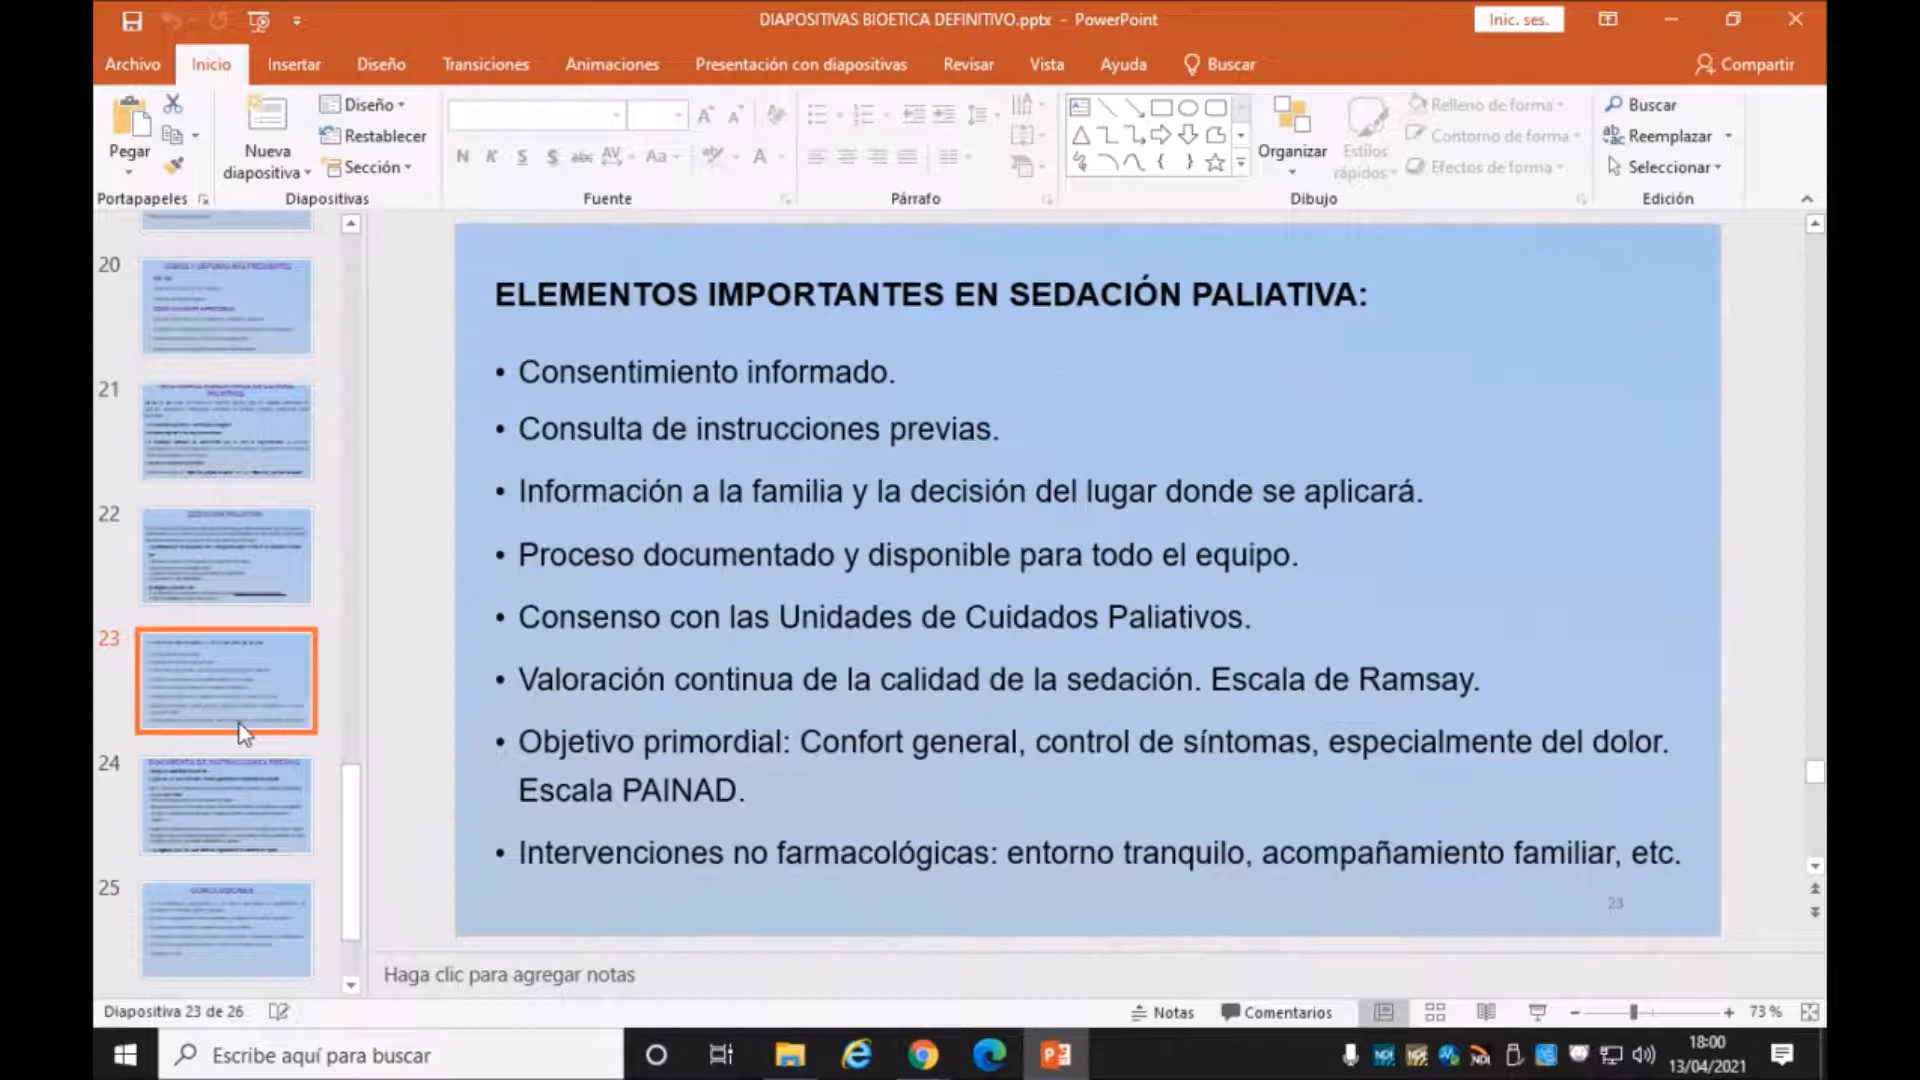 DIAPOSITIVAS BIOETICA DEFINITIVO.pptx – PowerPoint
Inic. ses.
Archivo Inicio Insertar Diseño Transiciones Animaciones Presentación con diapositivas Revisar Vista Ayuda Buscar Compartir
Pegar
Nueva diapositiva
Diseño
Restablecer
Sección
N K S S abc AV Aa A
Organizar
Estilos rápidos
Relleno de forma
Contorno de forma
Efectos de forma
Buscar
Reemplazar
Seleccionar
Portapapeles Diapositivas Fuente Párrafo Dibujo Edición
20
21
22
23
24
25
CONCLUSIONES
ELEMENTOS IMPORTANTES EN SEDACIÓN PALIATIVA:
• Consentimiento informado.
• Consulta de instrucciones previas.
• Información a la familia y la decisión del lugar donde se aplicará.
• Proceso documentado y disponible para todo el equipo.
• Consenso con las Unidades de Cuidados Paliativos.
• Valoración continua de la calidad de la sedación. Escala de Ramsay.
• Objetivo primordial: Confort general, control de síntomas, especialmente del dolor.
Escala PAINAD.
• Intervenciones no farmacológicas: entorno tranquilo, acompañamiento familiar, etc.
23
Haga clic para agregar notas
Diapositiva 23 de 26 Notas Comentarios 73 %
Escribe aquí para buscar
18:00
13/04/2021